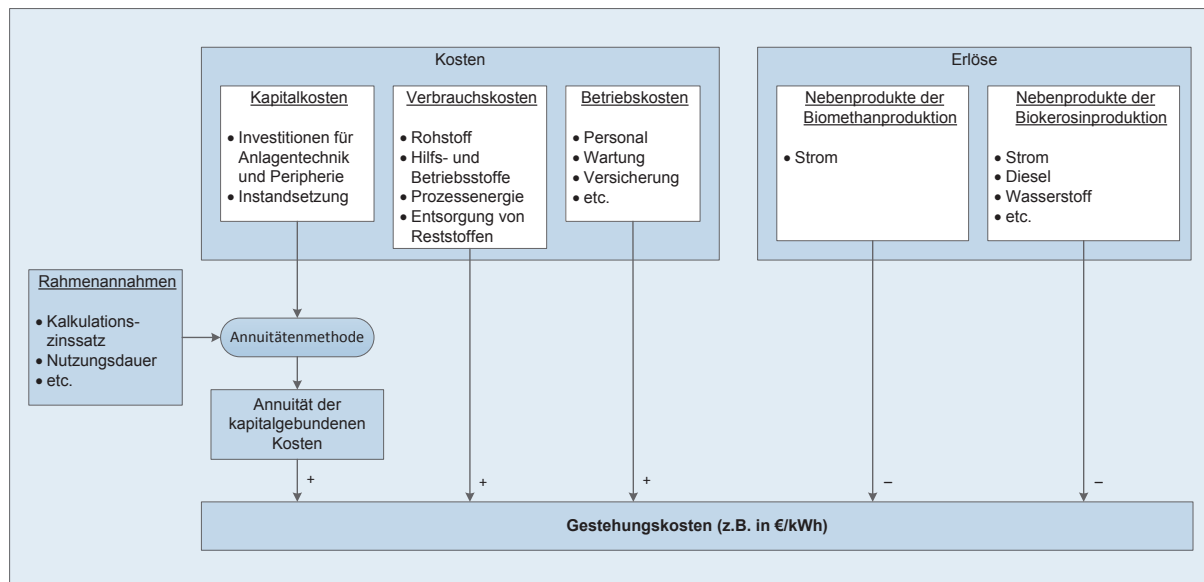 Kosten
Kapitalkosten
• Investitionen für
Anlagentechnik
und Peripherie
• Instandsetzung
Verbrauchskosten
• Rohstoff
• Hilfs- und
Betriebsstoffe
• Prozessenergie
• Entsorgung von
Reststoffen
Betriebskosten
• Personal
• Wartung
• Versicherung
• etc.
Erlöse
Nebenprodukte der
Biomethanproduktion
• Strom
Nebenprodukte der
Biokerosinproduktion
• Strom
• Diesel
• Wasserstoff
• etc.
Rahmenannahmen
• Kalkulations-
zinssatz
• Nutzungsdauer
• etc.
Annuitätenmethode
Annuität der
kapitalgebundenen
Kosten
+
+
+
–
–
Gestehungskosten (z.B. in €/kWh)